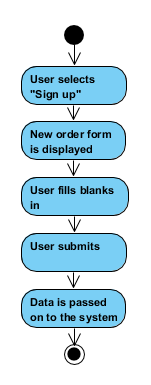 User selects
"Sign up"
New order form
is displayed
User fills blanks
in
User submits
Data is passed
on to the system